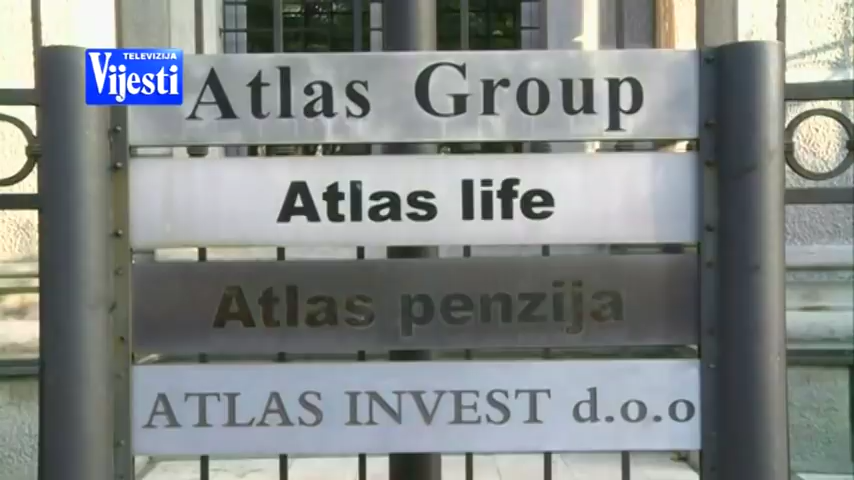 TELEVIZIJA
Vijesti
Atlas Group
Atlas life
Atlas penzija
ATLAS INVEST d.o.o